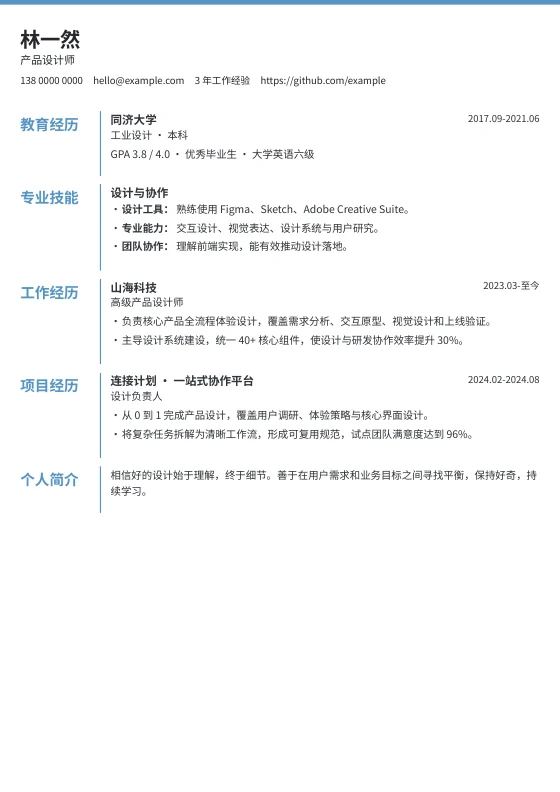 林一然
产品设计师
138 0000 0000 hello@example.com 3 年工作经验 https://github.com/example
教育经历
同济大学 2017.09-2021.06
工业设计 · 本科
GPA 3.8 / 4.0 · 优秀毕业生 · 大学英语六级
专业技能
设计与协作
· 设计工具： 熟练使用 Figma、Sketch、Adobe Creative Suite。
· 专业能力： 交互设计、视觉表达、设计系统与用户研究。
· 团队协作： 理解前端实现，能有效推动设计落地。
工作经历
山海科技 2023.03-至今
高级产品设计师
· 负责核心产品全流程体验设计，覆盖需求分析、交互原型、视觉设计和上线验证。
· 主导设计系统建设，统一 40+ 核心组件，使设计与研发协作效率提升 30%。
项目经历
连接计划 · 一站式协作平台 2024.02-2024.08
设计负责人
· 从 0 到 1 完成产品设计，覆盖用户调研、体验策略与核心界面设计。
· 将复杂任务拆解为清晰工作流，形成可复用规范，试点团队满意度达到 96%。
个人简介
相信好的设计始于理解，终于细节。善于在用户需求和业务目标之间寻找平衡，保持好奇，持
续学习。